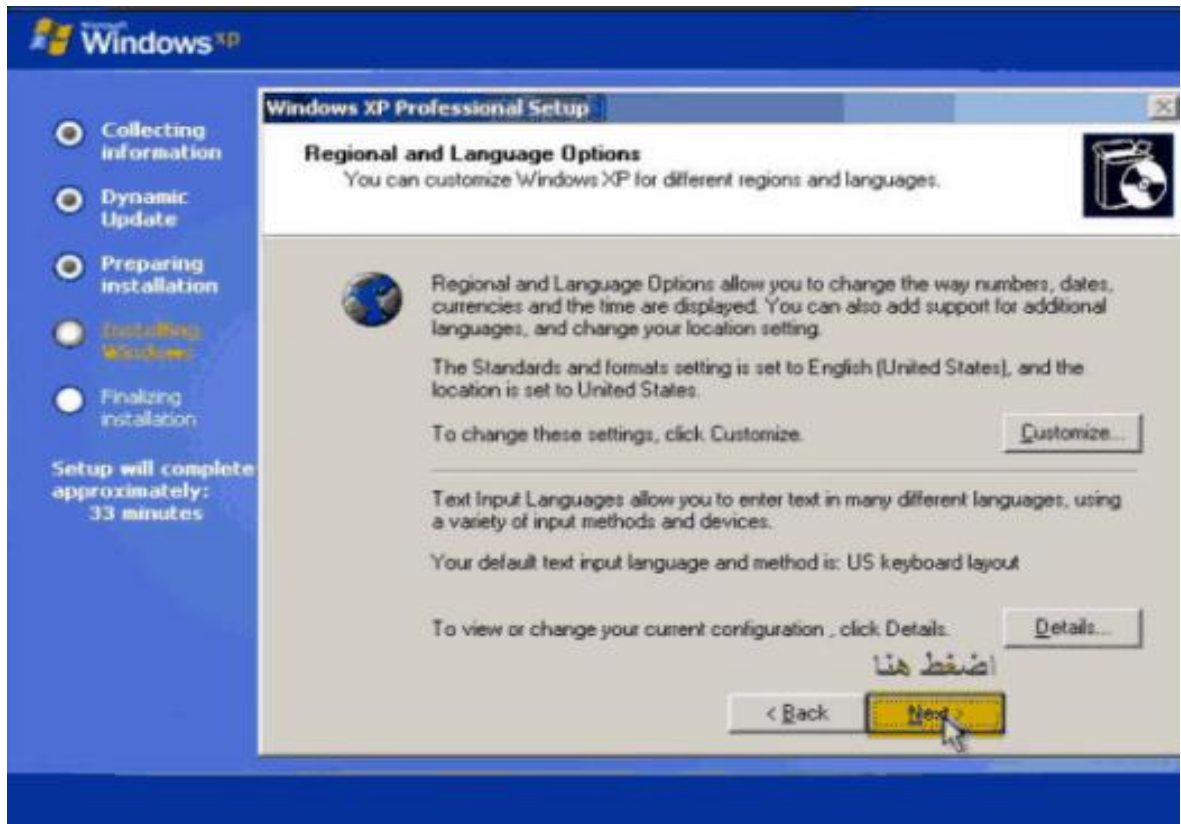 Microsoft
Windows xp
Collecting
information
Dynamic
Update
Preparing
installation
Installing
Windows
Finalizing
installation
Setup will complete
approximately:
33 minutes
Windows XP Professional Setup
Regional and Language Options
You can customize Windows XP for different regions and languages.
Regional and Language Options allow you to change the way numbers, dates,
currencies and the time are displayed. You can also add support for additional
languages, and change your location setting.
The Standards and formats setting is set to English (United States), and the
location is set to United States.
To change these settings, click Customize.
Customize...
Text Input Languages allow you to enter text in many different languages, using
a variety of input methods and devices.
Your default text input language and method is: US keyboard layout
To view or change your current configuration , click Details.
Details...
اضغط هنا
< Back
Next >